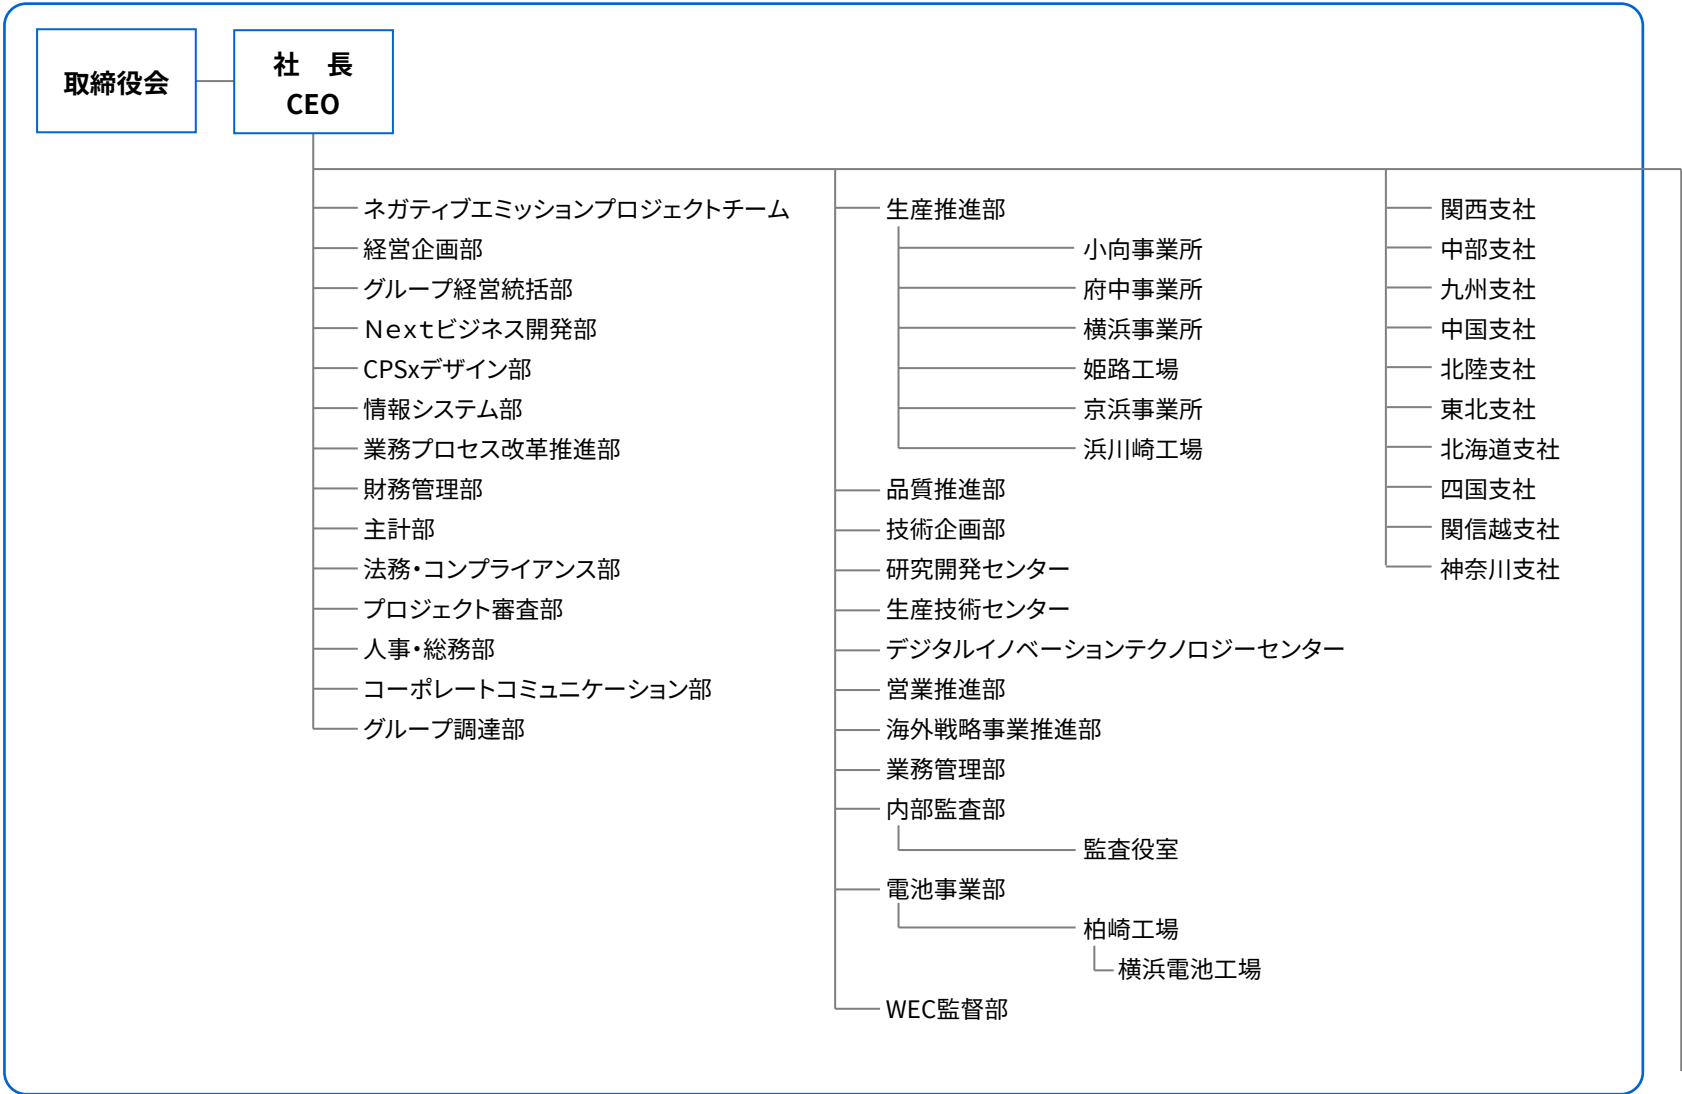 取締役会
社　長
CEO
ネガティブエミッションプロジェクトチーム
経営企画部
グループ経営統括部
Ｎｅｘｔビジネス開発部
CPSxデザイン部
情報システム部
業務プロセス改革推進部
財務管理部
主計部
法務・コンプライアンス部
プロジェクト審査部
人事・総務部
コーポレートコミュニケーション部
グループ調達部
生産推進部
小向事業所
府中事業所
横浜事業所
姫路工場
京浜事業所
浜川崎工場
品質推進部
技術企画部
研究開発センター
生産技術センター
デジタルイノベーションテクノロジーセンター
営業推進部
海外戦略事業推進部
業務管理部
内部監査部
監査役室
電池事業部
柏崎工場
横浜電池工場
WEC監督部
関西支社
中部支社
九州支社
中国支社
北陸支社
東北支社
北海道支社
四国支社
関信越支社
神奈川支社